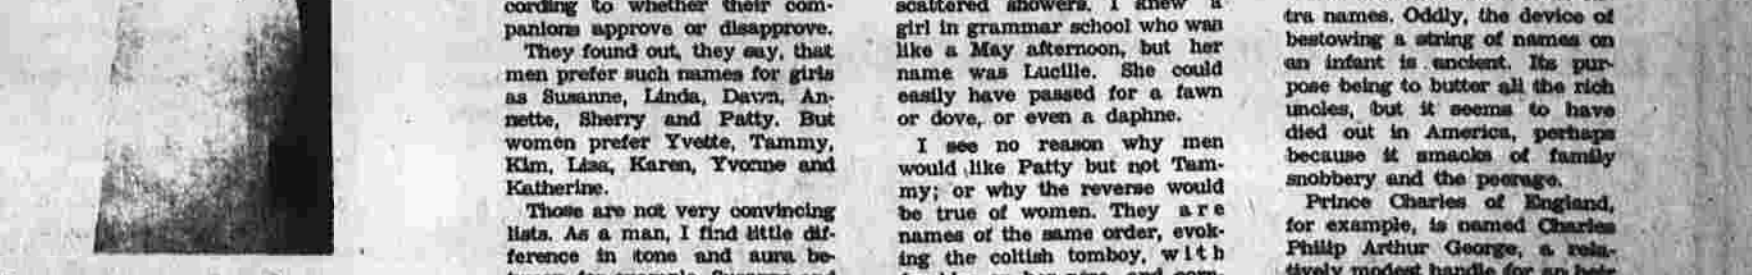 cording to whether their com-
panions approve or disapprove.
They found out, they say, that
men prefer such names for girls
as Susanne, Linda, Dawn, An-
nette, Sherry and Patty. But
women prefer Yvette, Tammy,
Kim, Lisa, Karen, Yvonne and
Katherine.
Those are not very convincing
lists. As a man, I find little dif-
ference in tone and aura be-
scattered showers. I knew a
girl in grammar school who was
like a May afternoon, but her
name was Lucille. She could
easily have passed for a fawn
or dove, or even a daphne.
I see no reason why men
would like Patty but not Tam-
my; or why the reverse would
be true of women. They are
names of the same order, evok-
ing the coltish tomboy, with
tra names. Oddly, the device of
bestowing a string of names on
an infant is ancient. Its pur-
pose being to butter all the rich
uncles, but it seems to have
died out in America, perhaps
because it smacks of family
snobbery and the peerage.
Prince Charles of England,
for example, is named Charles
Philip Arthur George, a rela-
tively modest handle for an